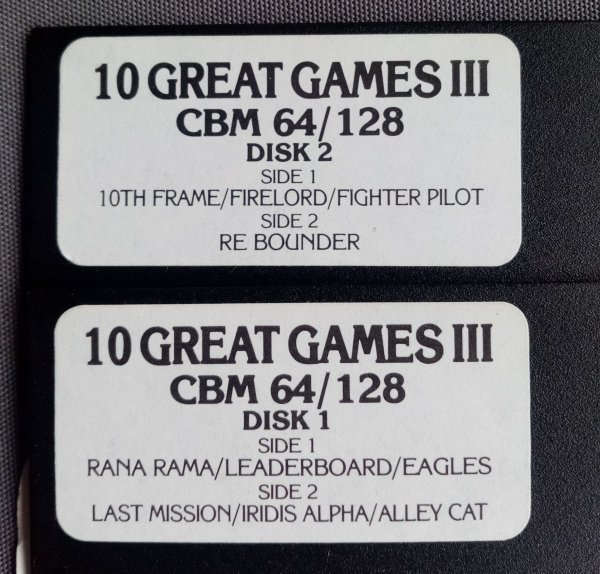 10 GREAT GAMES III
CBM 64/128
DISK 2
SIDE 1
10TH FRAME/FIRELORD/FIGHTER PILOT
SIDE 2
RE BOUNDER
10 GREAT GAMES III
CBM 64/128
DISK 1
SIDE 1
RANA RAMA/LEADERBOARD/EAGLES
SIDE 2
LAST MISSION/IRIDIS ALPHA/ALLEY CAT